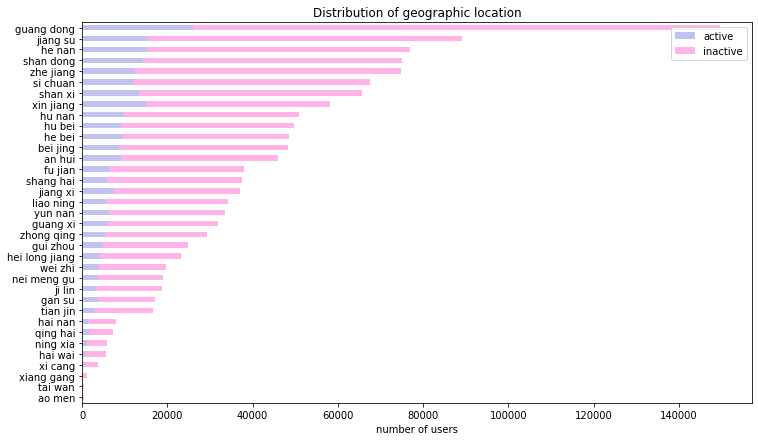 Distribution of geographic location
guang dong
jiang su
he nan
shan dong
zhe jiang
si chuan
shan xi
xin jiang
hu nan
hu bei
he bei
bei jing
an hui
fu jian
shang hai
jiang xi
liao ning
yun nan
guang xi
zhong qing
gui zhou
hei long jiang
wei zhi
nei meng gu
ji lin
gan su
tian jin
hai nan
qing hai
ning xia
hai wai
xi cang
xiang gang
tai wan
ao men
active
inactive
0 20000 40000 60000 80000 100000 120000 140000
number of users